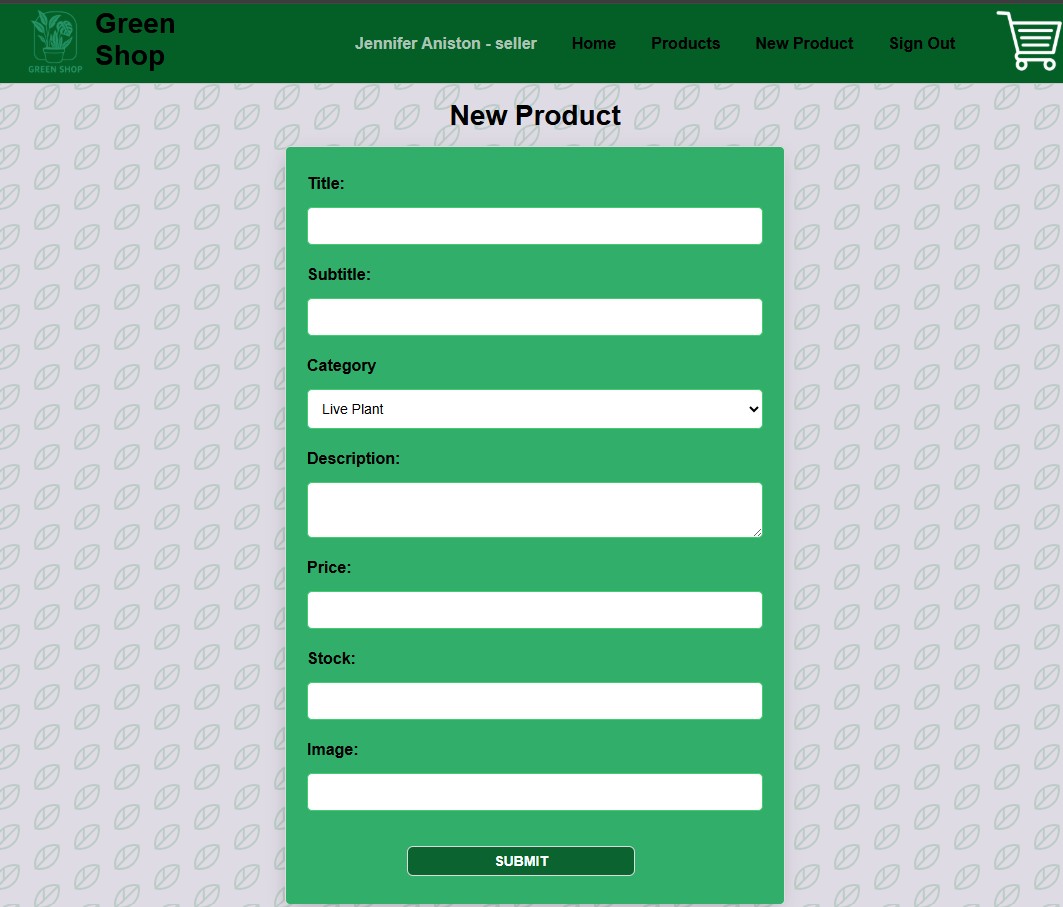 GREEN SHOP
Green
Shop
Jennifer Aniston - seller
Home
Products
New Product
Sign Out
New Product
Title:
Subtitle:
Category
Live Plant
Description:
Price:
Stock:
Image:
SUBMIT